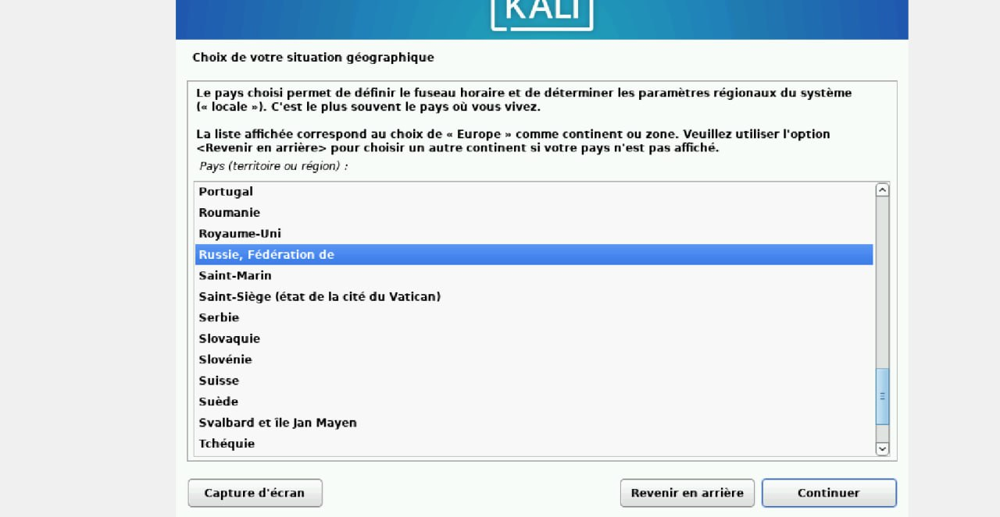 KALI
Choix de votre situation géographique
Le pays choisi permet de définir le fuseau horaire et de déterminer les paramètres régionaux du système
(« locale »). C'est le plus souvent le pays où vous vivez.
La liste affichée correspond au choix de « Europe » comme continent ou zone. Veuillez utiliser l'option
<Revenir en arrière> pour choisir un autre continent si votre pays n'est pas affiché.
Pays (territoire ou région) :
Portugal
Roumanie
Royaume-Uni
Russie, Fédération de
Saint-Marin
Saint-Siège (état de la cité du Vatican)
Serbie
Slovaquie
Slovénie
Suisse
Suède
Svalbard et île Jan Mayen
Tchéquie
Capture d'écran
Revenir en arrière
Continuer